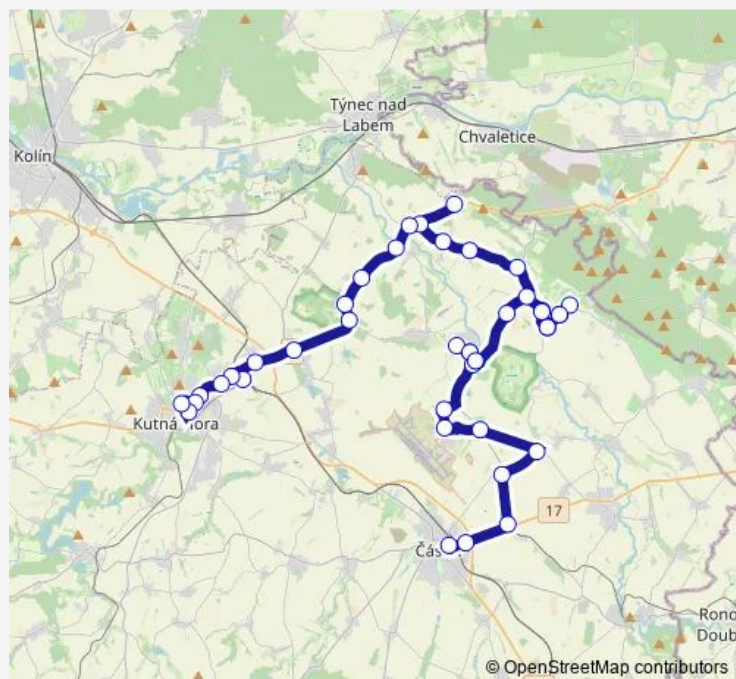 Týnec nad
Labem
Chvaletice
Kolín
Kutná Hora
17
Čás
Rono
Doub
© OpenStreetMap contributors